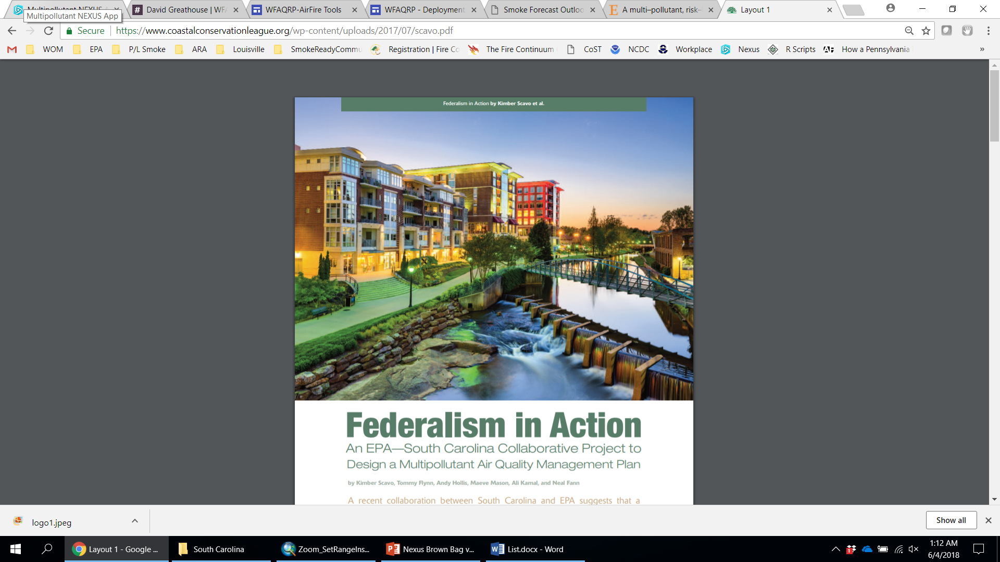 Multipollutant NEXUS
David Greathouse | WFA
WFAQRP-AirFire Tools
WFAQRP - Deployment
Smoke Forecast Outloo
A multi–pollutant, risk–
Layout 1
Multipollutant NEXUS App
Secure
https://www.coastalconservationleague.org/wp-content/uploads/2017/07/scavo.pdf
WOM
EPA
P/L Smoke
ARA
Louisville
SmokeReadyCommu
Registration | Fire Co
The Fire Continuum
CoST
NCDC
Workplace
Nexus
R Scripts
How a Pennsylvania
»
Federalism in Action by Kimber Scavo et al.
Federalism in Action
An EPA—South Carolina Collaborative Project to
Design a Multipollutant Air Quality Management Plan
by Kimber Scavo, Tommy Flynn, Andy Hollis, Maeve Mason, Ali Kamal, and Neal Fann
A recent collaboration between South Carolina and EPA suggests that a
logo1.jpeg
Show all
Layout 1 - Google ...
South Carolina
Zoom_SetRangeIns...
Nexus Brown Bag v...
List.docx - Word
1:12 AM
6/4/2018